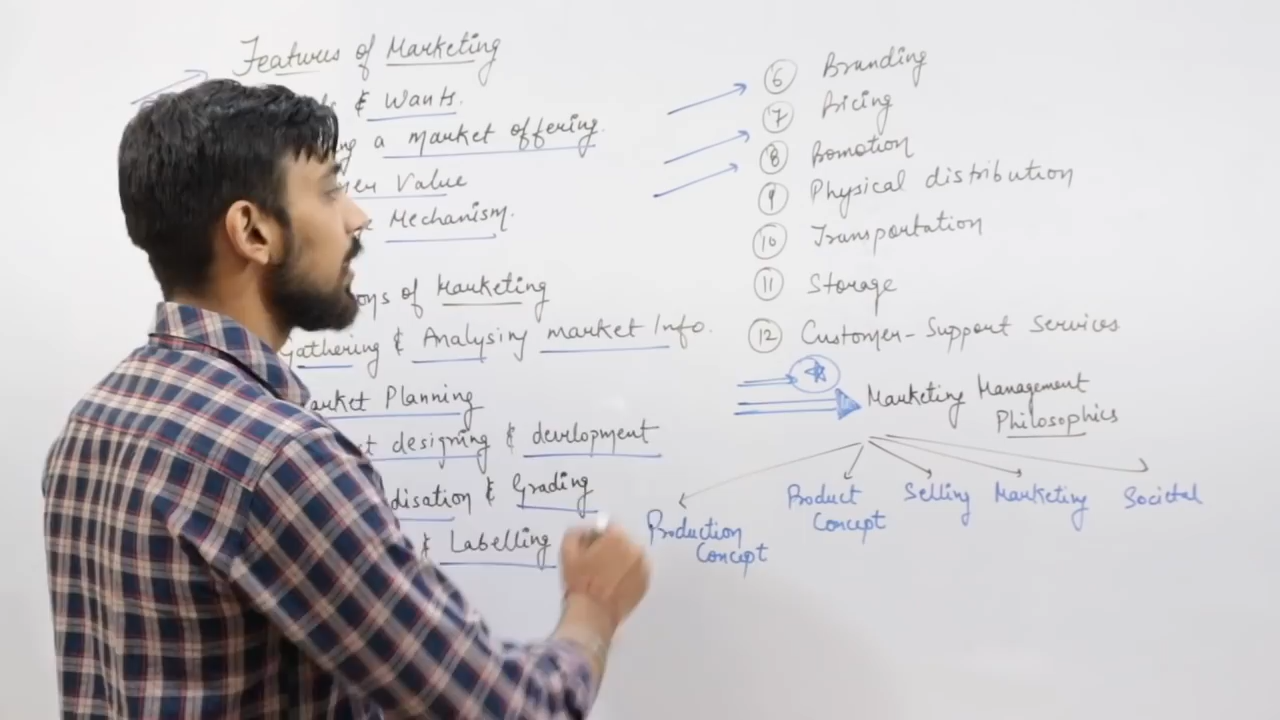 Features of Marketing
& Wants.
a market offering.
Value
Mechanism.
of Marketing
Gathering & Analysing market Info.
Market Planning
designing & development
& Grading
& Labelling
6 Branding
7 Pricing
8 Promotion
9 Physical distribution
10 Transportation
11 Storage
12 Customer-Support Services
Marketing Management
Philosophies
Production
Concept
Product
Concept
Selling
Marketing
Societal